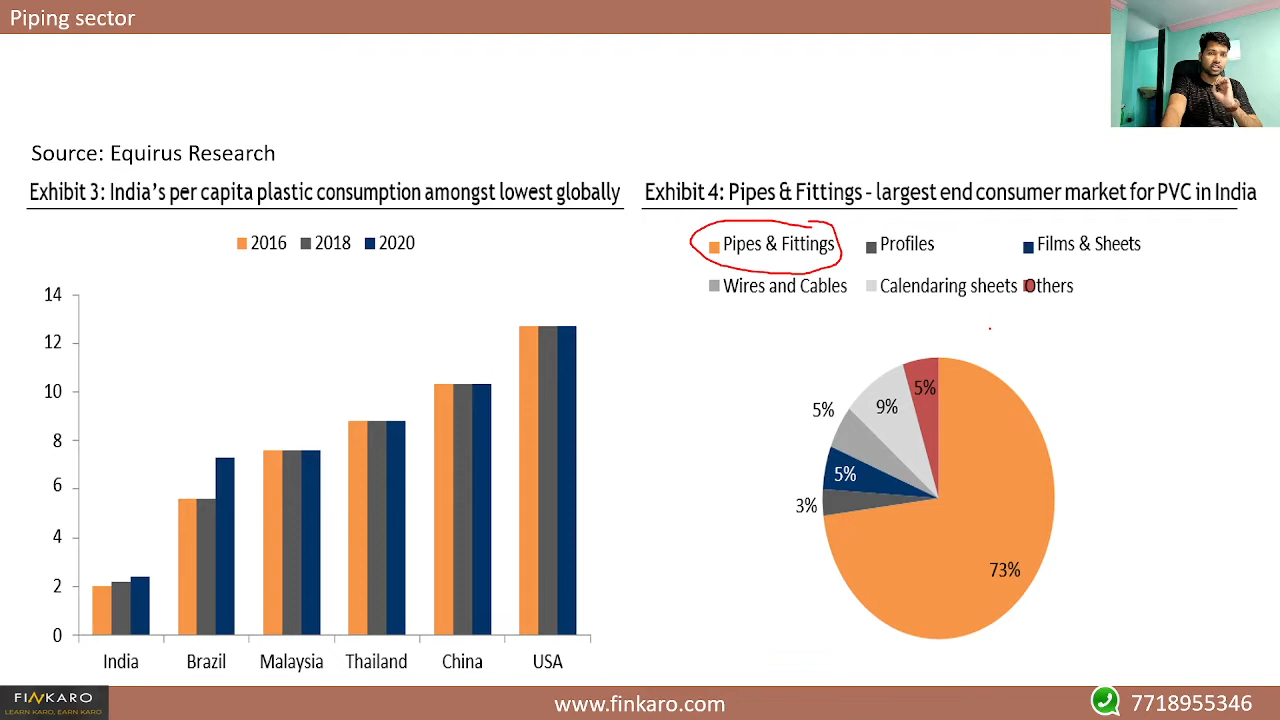 Piping sector
Source: Equirus Research
Exhibit 3: India's per capita plastic consumption amongst lowest globally
2016 2018 2020
14
12
10
8
6
4
2
0
India Brazil Malaysia Thailand China USA
Exhibit 4: Pipes & Fittings - largest end consumer market for PVC in India
Pipes & Fittings Profiles Films & Sheets
Wires and Cables Calendaring sheets Others
5%
9%
5%
5%
3%
73%
FINKARO
LEARN KARO, EARN KARO
www.finkaro.com
7718955346